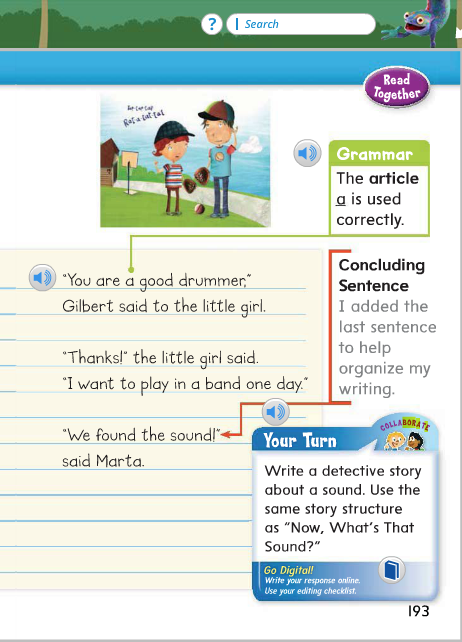 ? Search
Read
Together
Rat-a-tat-tat
Grammar
The article
a is used
correctly.
"You are a good drummer,"
Gilbert said to the little girl.
"Thanks!" the little girl said.
"I want to play in a band one day."
"We found the sound!"
said Marta.
Concluding
Sentence
I added the
last sentence
to help
organize my
writing.
COLLABORATE
Your Turn
Write a detective story
about a sound. Use the
same story structure
as "Now, What's That
Sound?"
Go Digital!
Write your response online.
Use your editing checklist.
193